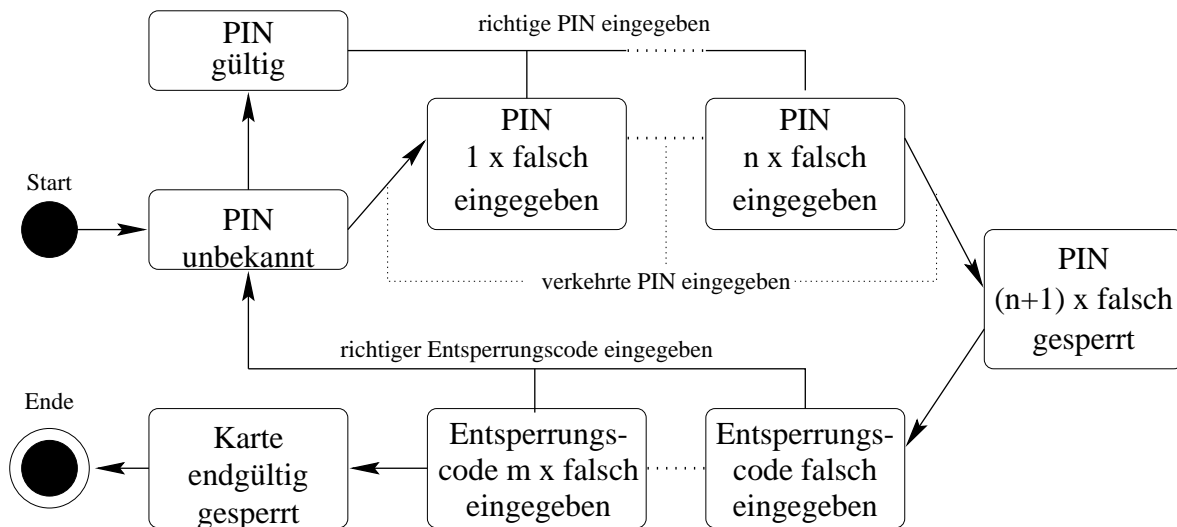 PIN
gültig
richtige PIN eingegeben
PIN
1 x falsch
eingegeben
PIN
n x falsch
eingegeben
Start
PIN
unbekannt
verkehrte PIN eingegeben
PIN
(n+1) x falsch
gesperrt
richtiger Entsperrungscode eingegeben
Ende
Karte
endgültig
gesperrt
Entsperrungs-
code m x falsch
eingegeben
Entsperrungs-
code falsch
eingegeben